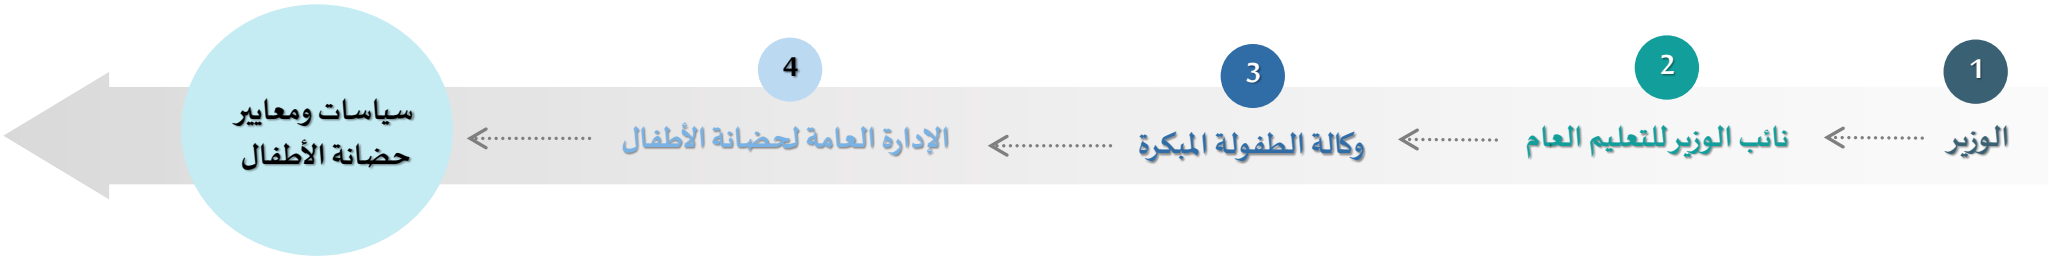 1
الوزير
2
نائب الوزير للتعليم العام
3
وكالة الطفولة المبكرة
4
الإدارة العامة لحضانة الأطفال
سياسات ومعايير
حضانة الأطفال